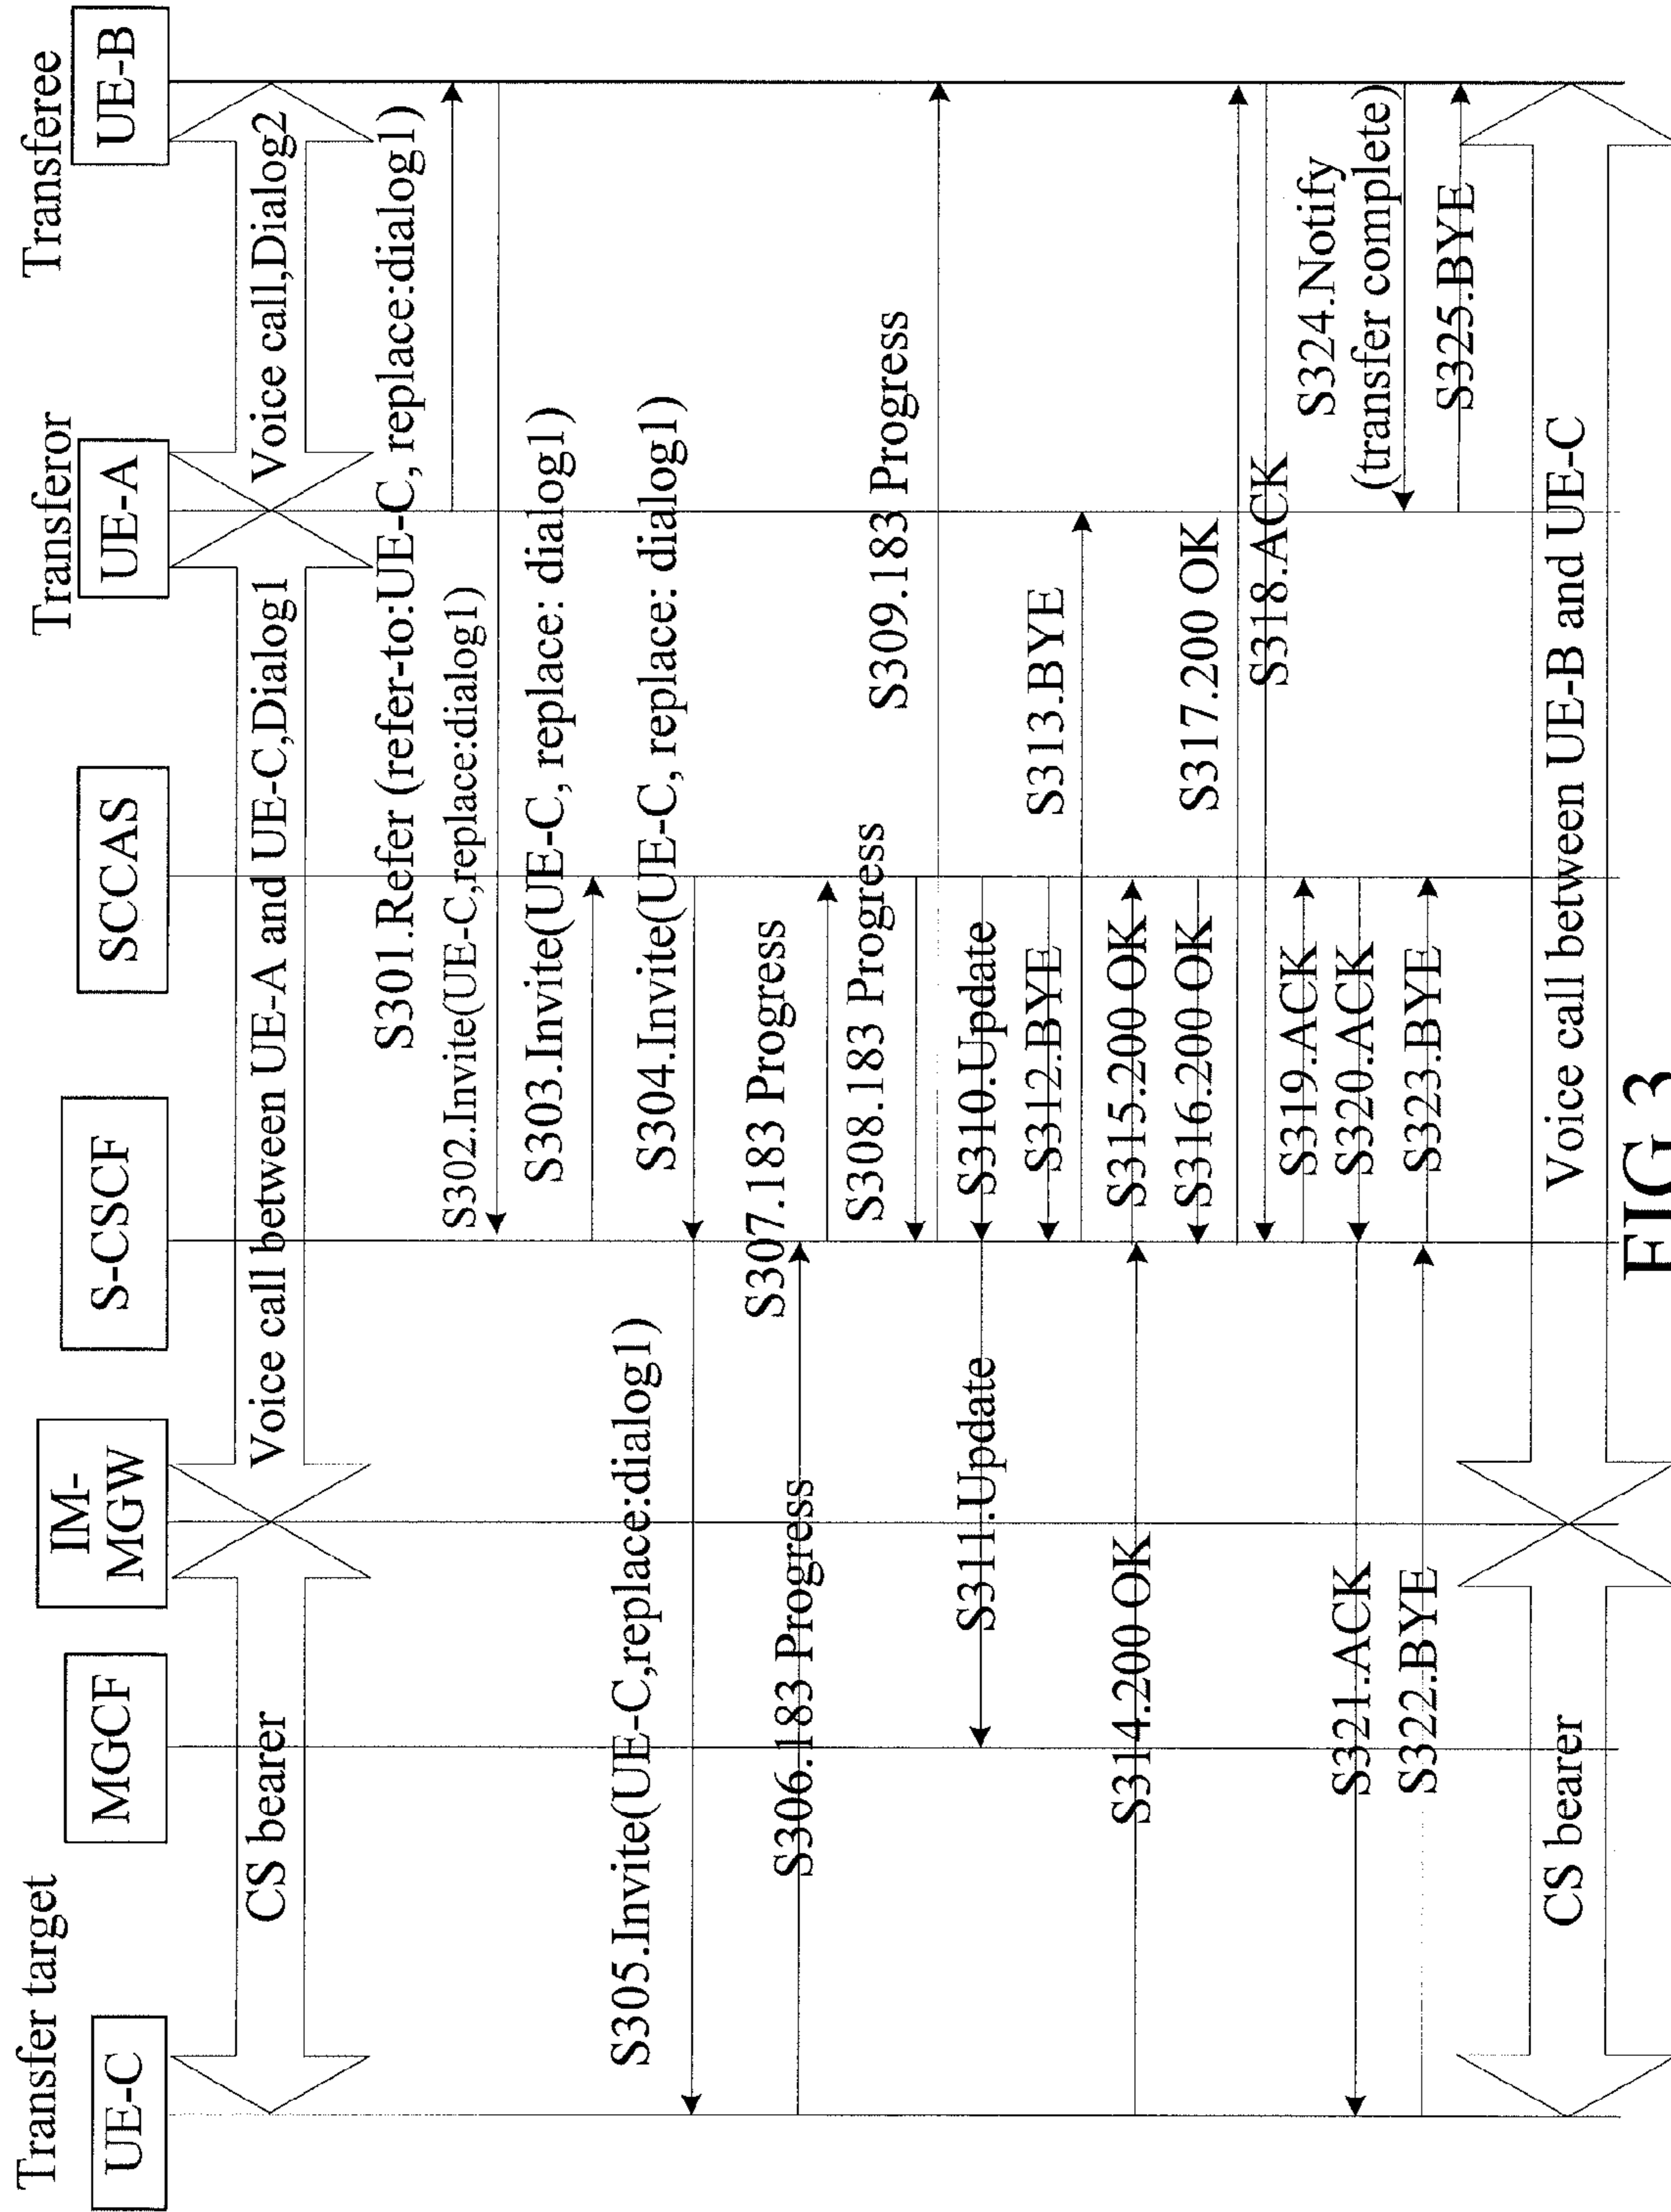 Transfer target
Transferor
Transferee
UE-C
MGCF
IM-
MGW
S-CSCF
SCCAS
UE-A
UE-B
CS bearer
Voice call between UE-A and UE-C,Dialog1
Voice call,Dialog2
S301.Refer (refer-to:UE-C, replace:dialog1)
S302.Invite(UE-C,replace:dialog1)
S303.Invite(UE-C, replace: dialog1)
S304.Invite(UE-C, replace: dialog1)
S305.Invite(UE-C,replace:dialog1)
S306.183 Progress
S307.183 Progress
S308.183 Progress
S309.183 Progress
S310.Update
S311.Update
S312.BYE
S313.BYE
S314.200 OK
S315.200 OK
S316.200 OK
S317.200 OK
S318.ACK
S319.ACK
S320.ACK
S321.ACK
S322.BYE
S323.BYE
S324.Notify
(transfer complete)
S325.BYE
CS bearer
Voice call between UE-B and UE-C
FIG 3